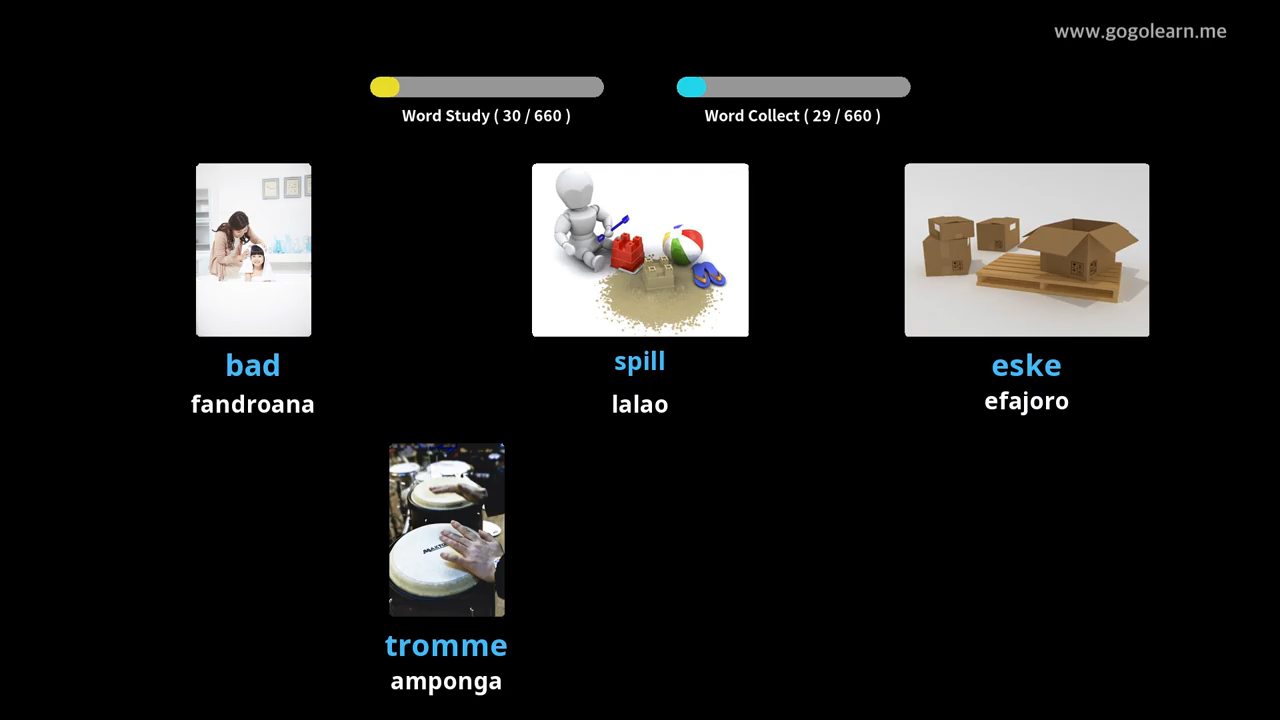 www.gogolearn.me
Word Study ( 30 / 660 )
Word Collect ( 29 / 660 )
bad
fandroana
spill
lalao
eske
efajoro
tromme
amponga